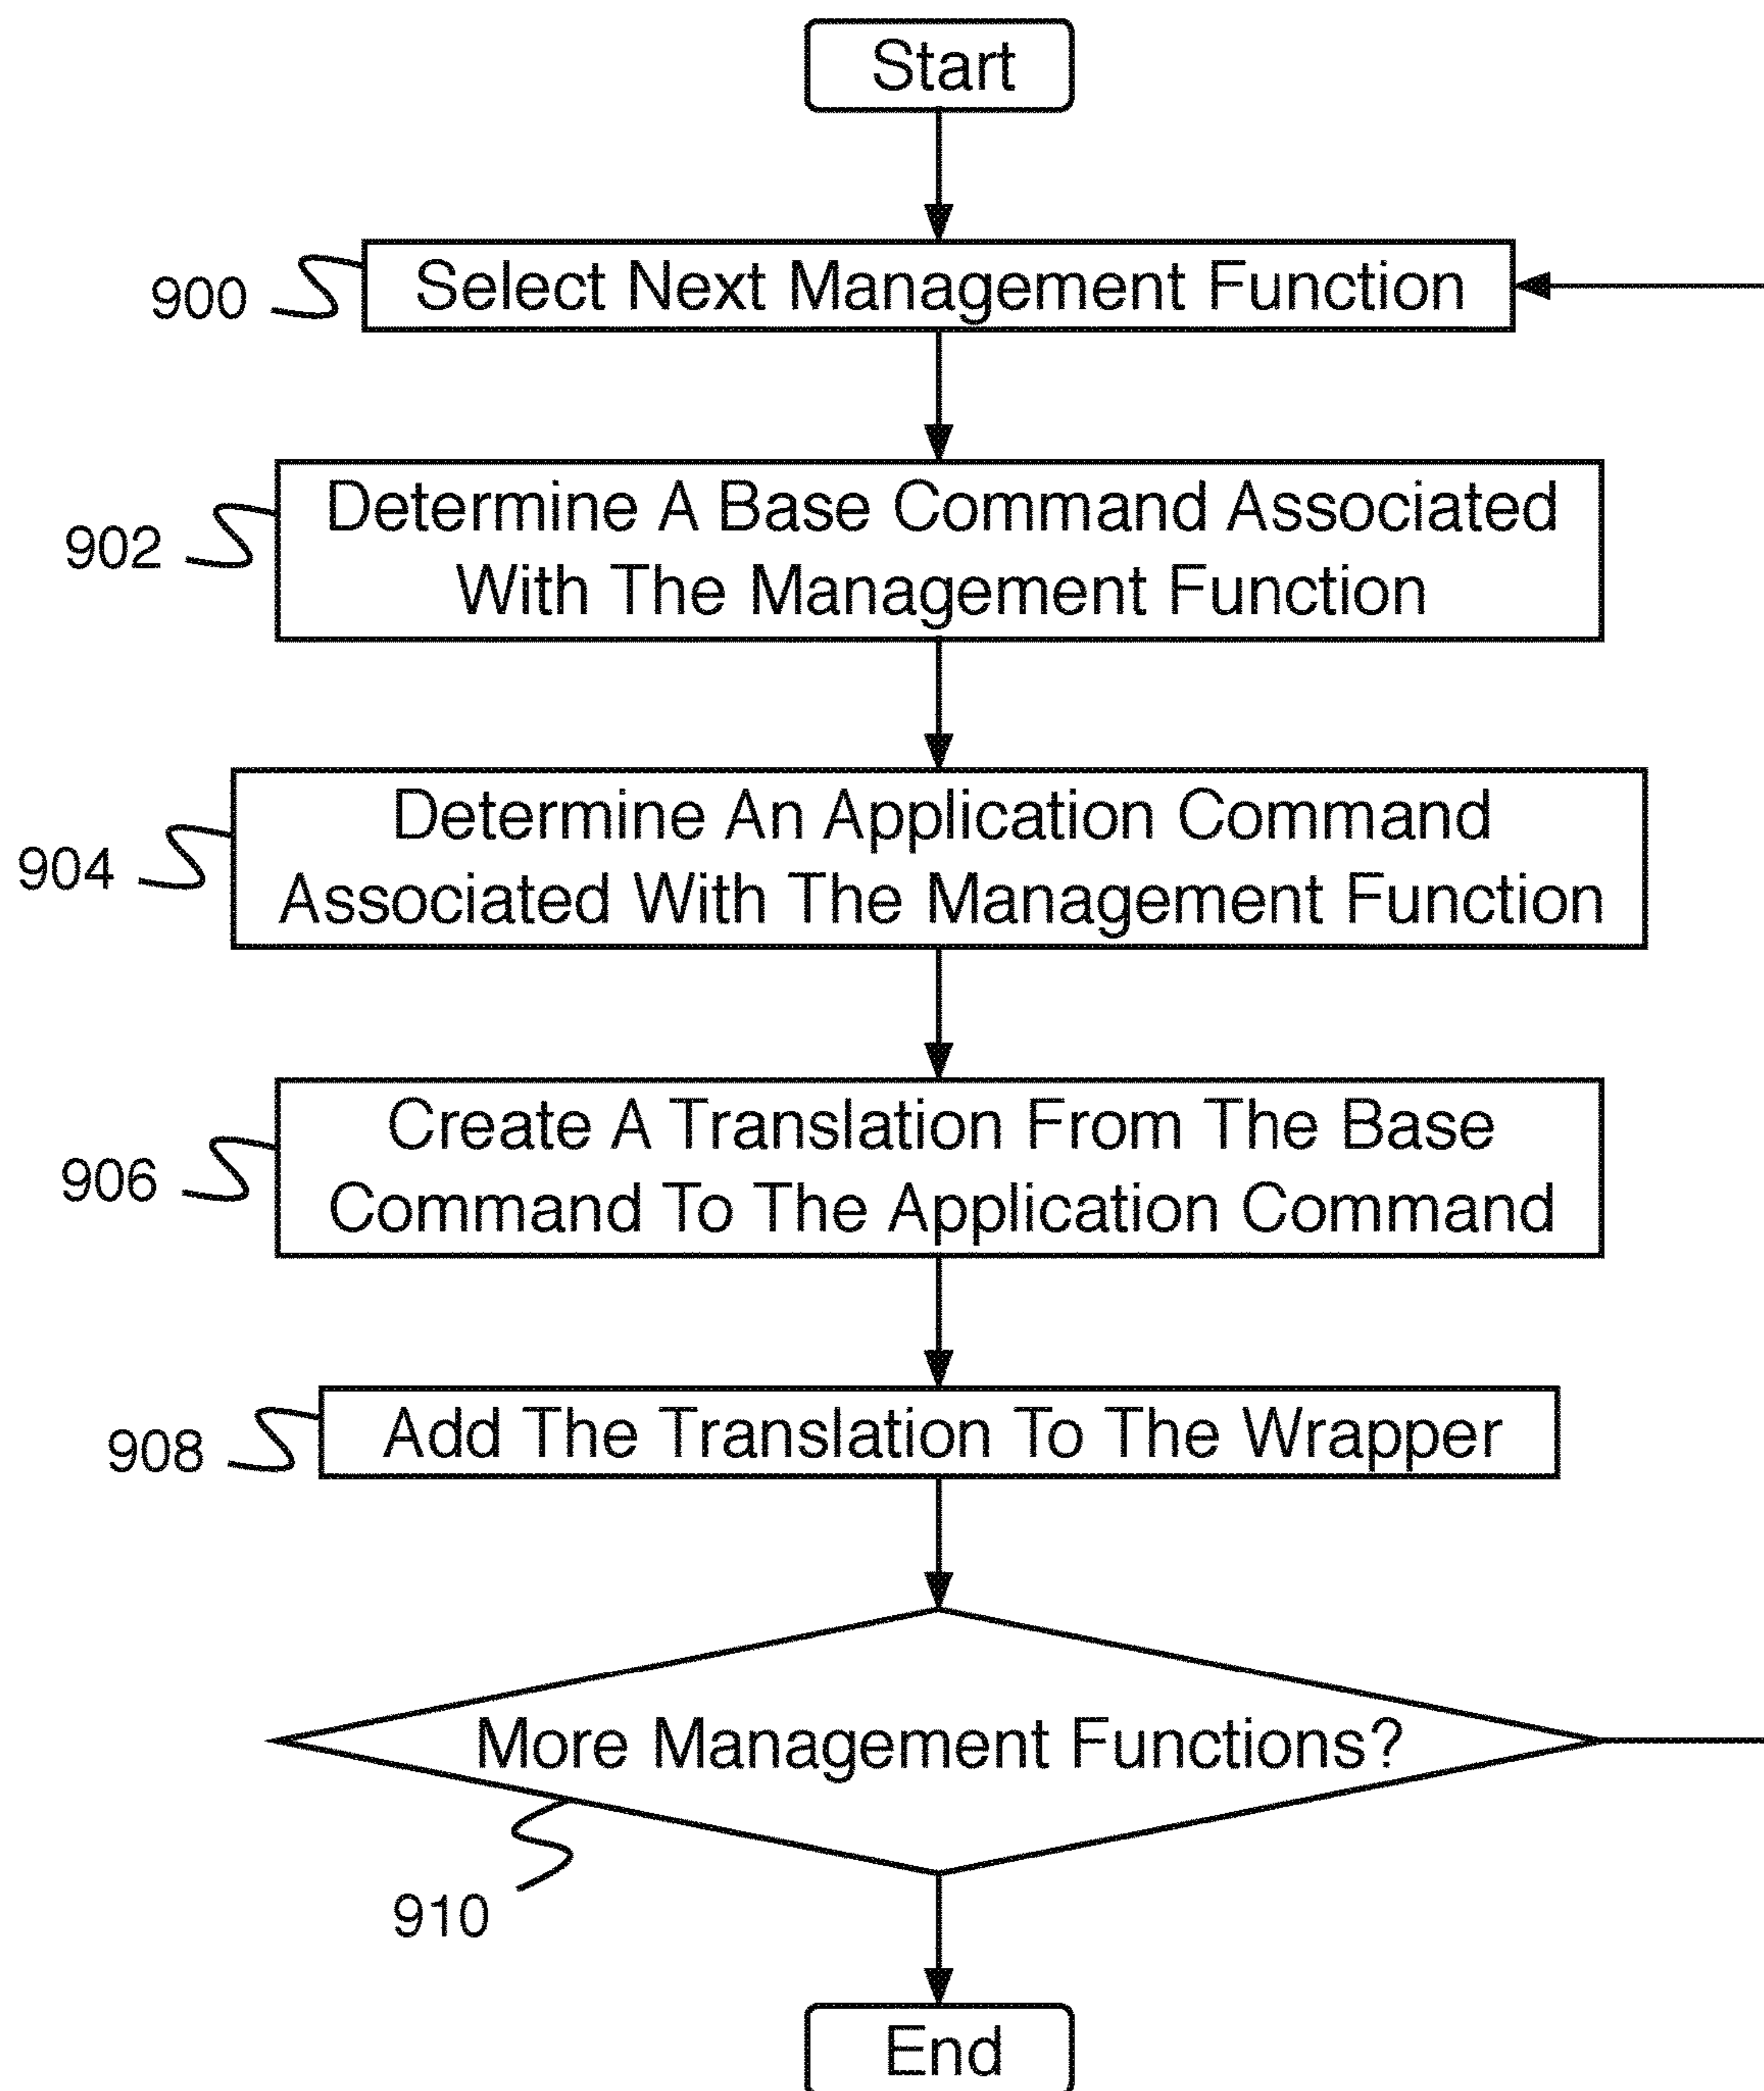 Start
900
Select Next Management Function
902
Determine A Base Command Associated
With The Management Function
904
Determine An Application Command
Associated With The Management Function
906
Create A Translation From The Base
Command To The Application Command
908
Add The Translation To The Wrapper
More Management Functions?
910
End